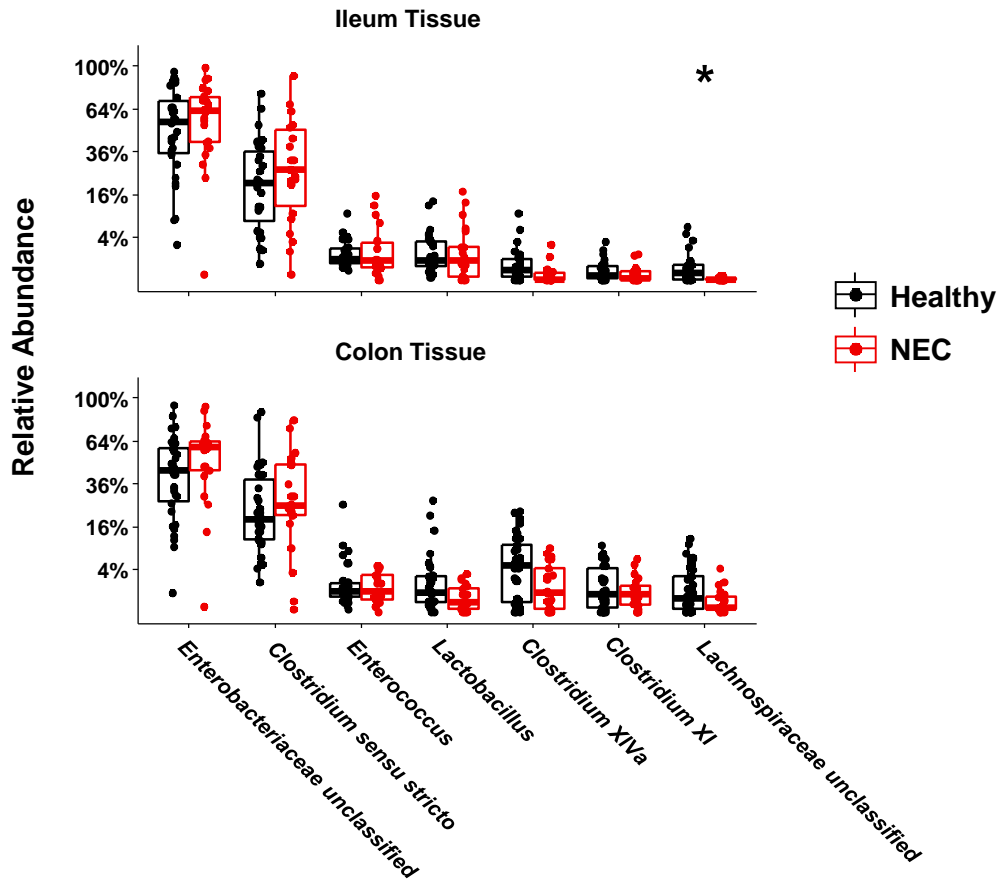 Ileum Tissue
100%
64%
36%
16%
4%
*
Relative Abundance
Healthy
NEC
Colon Tissue
100%
64%
36%
16%
4%
Enterobacteriaceae unclassified
Clostridium sensu stricto
Enterococcus
Lactobacillus
Clostridium XIVa
Clostridium XI
Lachnospiraceae unclassified